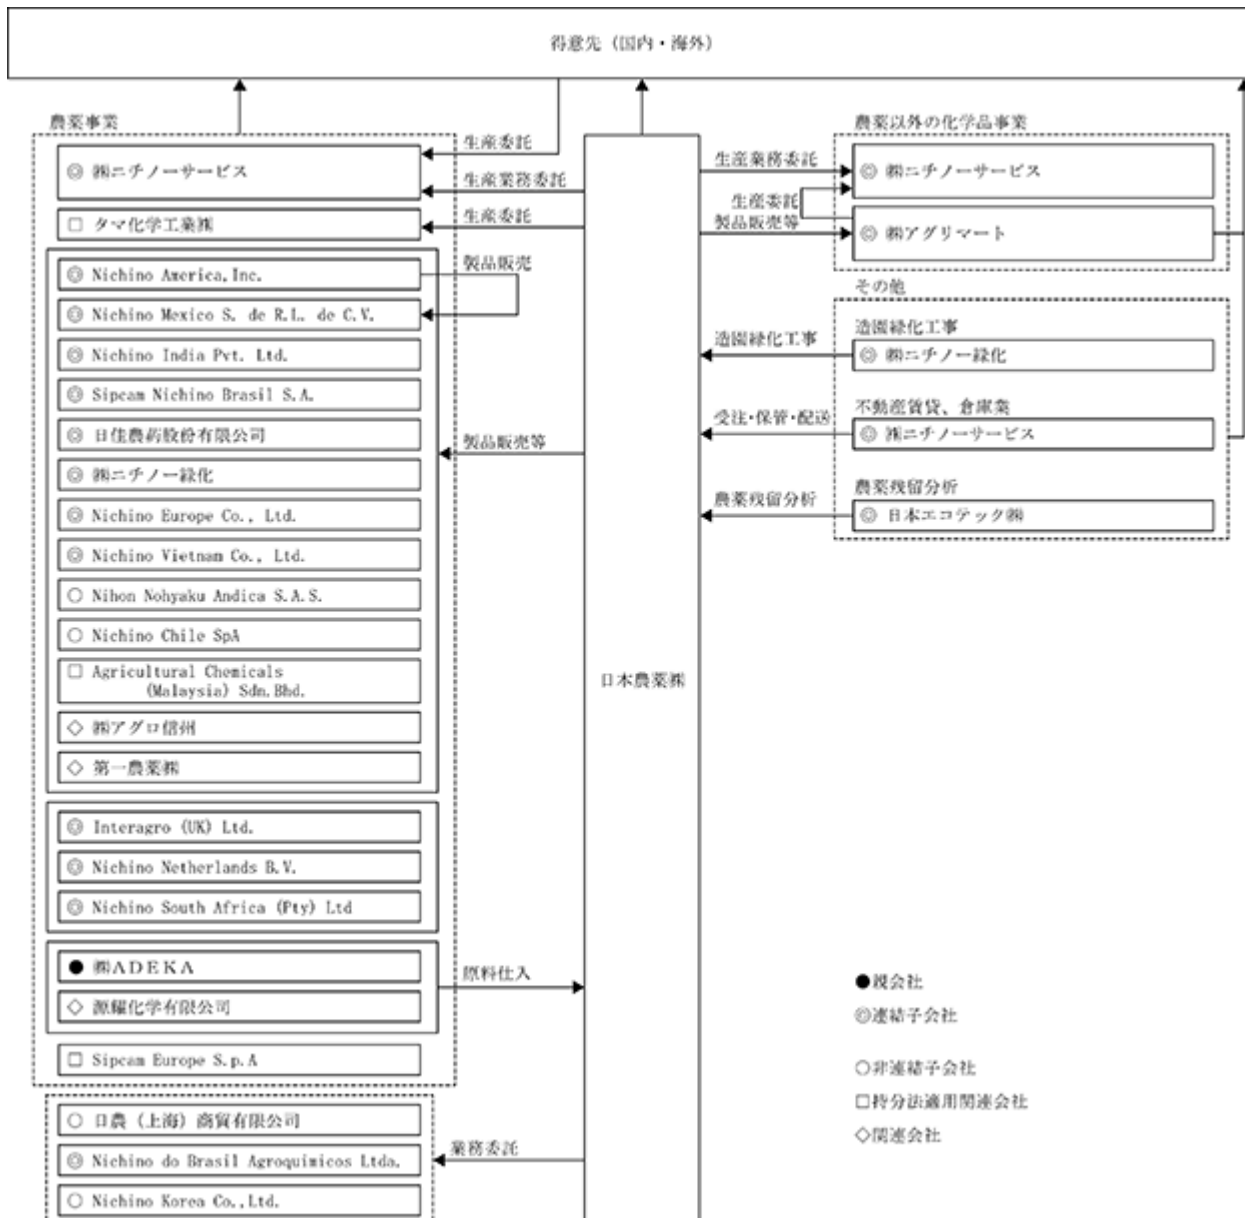 得意先（国内・海外）
農薬事業
◎ ㈱ニチノーサービス
□ タマ化学工業㈱
◎ Nichino America,Inc.
◎ Nichino Mexico S. de R.L. de C.V.
◎ Nichino India Pvt. Ltd.
◎ Sipcam Nichino Brasil S.A.
◎ 日佳農葯股份有限公司
◎ ㈱ニチノー緑化
◎ Nichino Europe Co., Ltd.
◎ Nichino Vietnam Co., Ltd.
○ Nihon Nohyaku Andica S.A.S.
○ Nichino Chile SpA
□ Agricultural Chemicals
(Malaysia) Sdn.Bhd.
◇ ㈱アグロ信州
◇ 第一農薬㈱
◎ Interagro (UK) Ltd.
◎ Nichino Netherlands B.V.
◎ Nichino South Africa (Pty) Ltd
● ㈱ＡＤＥＫＡ
◇ 源耀化学有限公司
□ Sipcam Europe S.p.A
○ 日農（上海）商貿有限公司
◎ Nichino do Brasil Agroquimicos Ltda.
○ Nichino Korea Co.,Ltd.
生産委託
生産業務委託
生産委託
製品販売
製品販売等
原料仕入
業務委託
日本農薬㈱
生産業務委託
生産委託
製品販売等
造園緑化工事
受注・保管・配送
農薬残留分析
農薬以外の化学品事業
◎ ㈱ニチノーサービス
◎ ㈱アグリマート
その他
造園緑化工事
◎ ㈱ニチノー緑化
不動産賃貸、倉庫業
◎ ㈱ニチノーサービス
農薬残留分析
◎ 日本エコテック㈱
●親会社
◎連結子会社
○非連結子会社
□持分法適用関連会社
◇関連会社